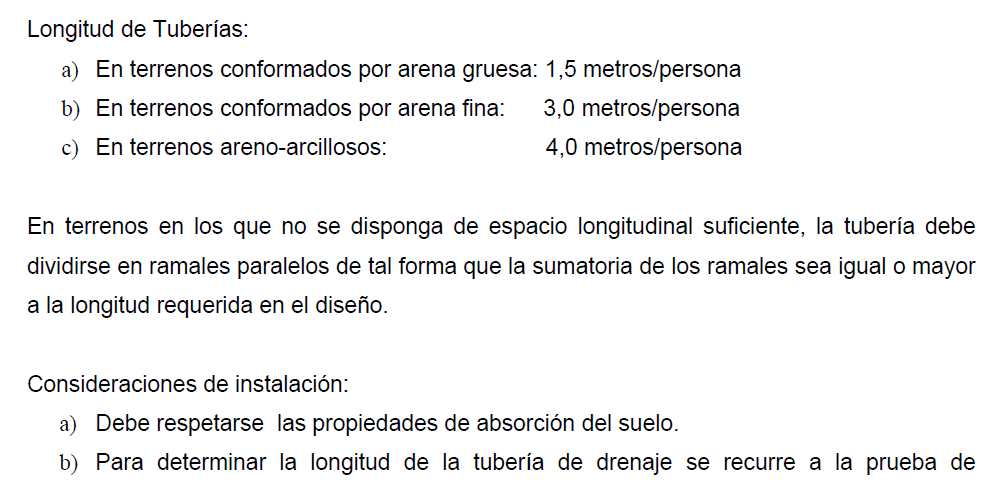 Longitud de Tuberías:
a) En terrenos conformados por arena gruesa: 1,5 metros/persona
b) En terrenos conformados por arena fina: 3,0 metros/persona
c) En terrenos areno-arcillosos: 4,0 metros/persona
En terrenos en los que no se disponga de espacio longitudinal suficiente, la tubería debe
dividirse en ramales paralelos de tal forma que la sumatoria de los ramales sea igual o mayor
a la longitud requerida en el diseño.
Consideraciones de instalación:
a) Debe respetarse las propiedades de absorción del suelo.
b) Para determinar la longitud de la tubería de drenaje se recurre a la prueba de